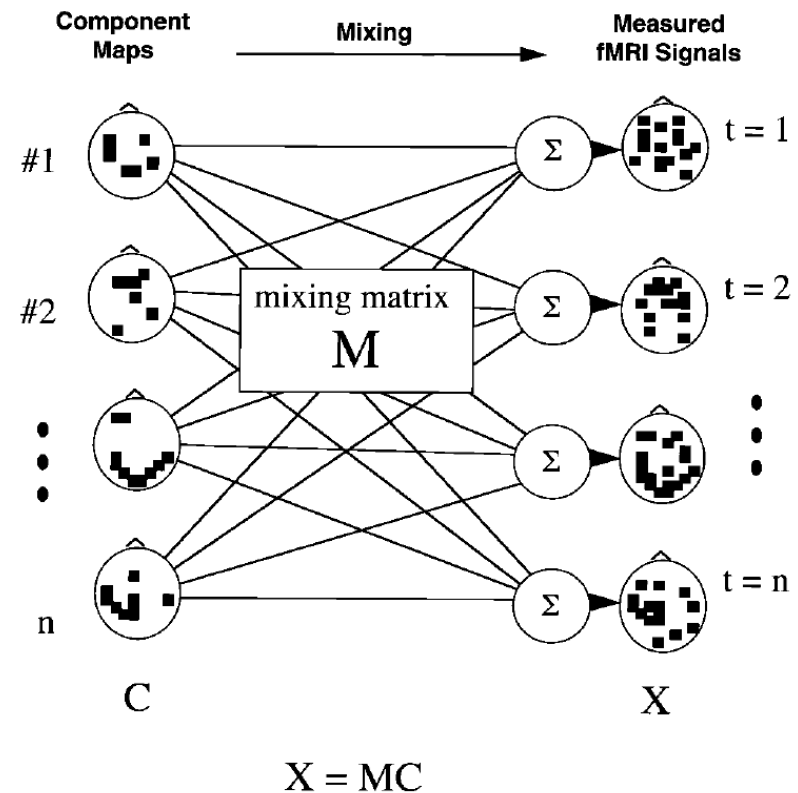 Component
Maps
Mixing
Measured
fMRI Signals
#1
Σ
t = 1
#2
mixing matrix
M
Σ
t = 2
Σ
n
Σ
t = n
C
X
X = MC